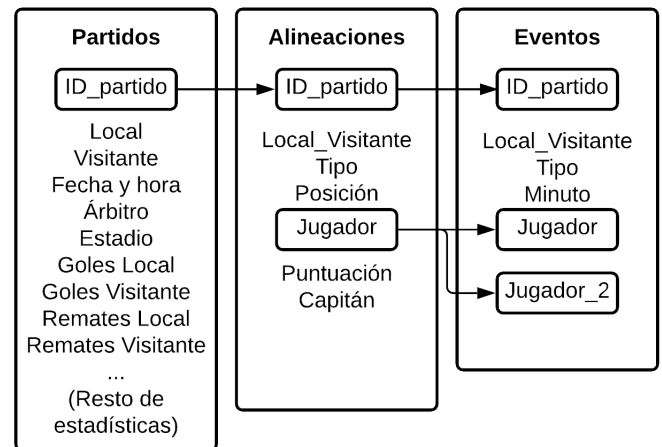 Partidos
ID_partido
Local
Visitante
Fecha y hora
Árbitro
Estadio
Goles Local
Goles Visitante
Remates Local
Remates Visitante
...
(Resto de
estadísticas)
Alineaciones
ID_partido
Local_Visitante
Tipo
Posición
Jugador
Puntuación
Capitán
Eventos
ID_partido
Local_Visitante
Tipo
Minuto
Jugador
Jugador_2